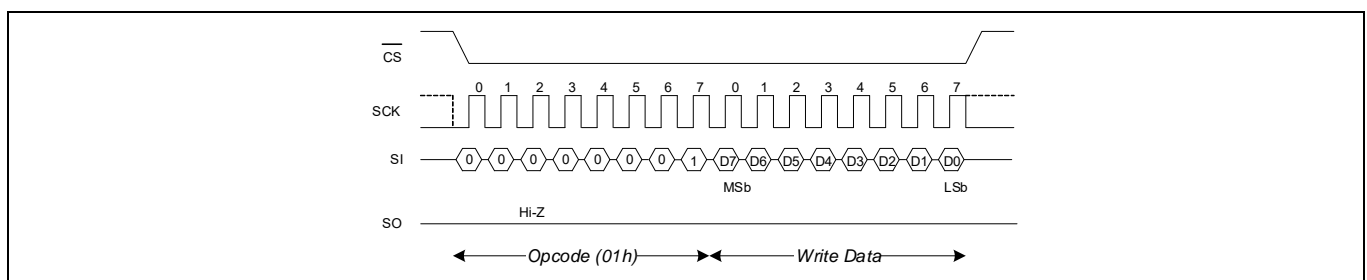 CS
0 1 2 3 4 5 6 7 0 1 2 3 4 5 6 7
SCK
SI 0 0 0 0 0 0 0 1 D7 D6 D5 D4 D3 D2 D1 D0
MSb LSb
Hi-Z
SO
Opcode (01h) Write Data